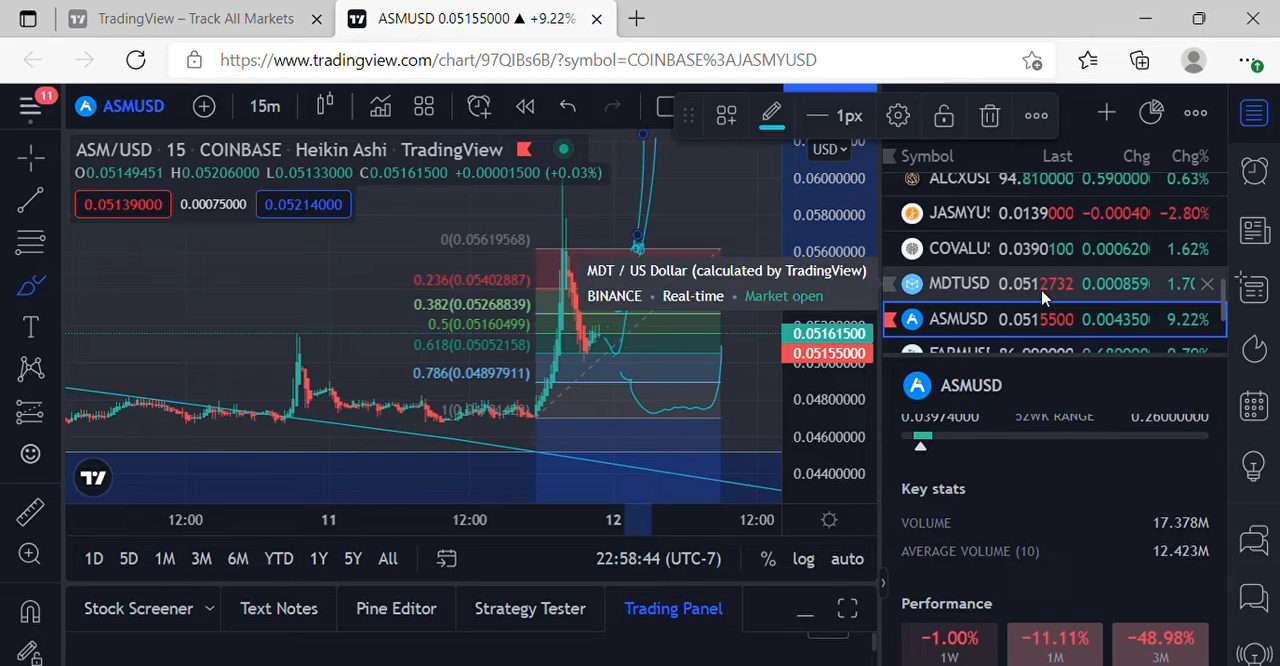 TradingView – Track All Markets
ASMUSD 0.05155000 ▲ +9.22%
https://www.tradingview.com/chart/97QIBs6B/?symbol=COINBASE%3AJASMYUSD
11
ASMUSD
15m
1px
USD
ASM/USD · 15 · COINBASE · Heikin Ashi · TradingView
O0.05149451 H0.05206000 L0.05133000 C0.05161500 +0.00001500 (+0.03%)
0.05139000
0.00075000
0.05214000
0(0.05619568)
0.236(0.05402887)
0.382(0.05268839)
0.5(0.05160499)
0.618(0.05052158)
0.786(0.04897911)
0.06000000
0.05800000
0.05600000
0.05161500
0.05155000
0.04800000
0.04600000
0.04400000
MDT / US Dollar (calculated by TradingView)
BINANCE • Real-time • Market open
12:00
11
12:00
12
12:00
1D
5D
1M
3M
6M
YTD
1Y
5Y
All
22:58:44 (UTC-7)
%
log
auto
Stock Screener
Text Notes
Pine Editor
Strategy Tester
Trading Panel
Symbol
Last
Chg
Chg%
ALCXUSI 94.810000 0.590000 0.63%
JASMYU 0.0139000 -0.00040 -2.80%
COVALU 0.0390100 0.000620 1.62%
MDTUSD 0.0512732 0.000859 1.70
ASMUSD 0.0515500 0.004350 9.22%
ASMUSD
0.03974000
52WK RANGE
0.26000000
Key stats
VOLUME
17.378M
AVERAGE VOLUME (10)
12.423M
Performance
−1.00%
−11.11%
−48.98%
1W
1M
3M